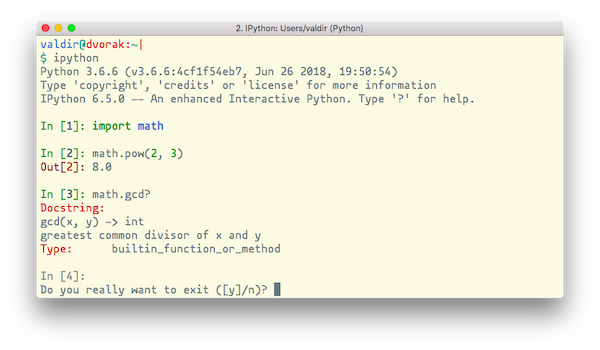 2. IPython: Users/valdir (Python)
valdir@dvorak:~|
$ ipython
Python 3.6.6 (v3.6.6:4cf1f54eb7, Jun 26 2018, 19:50:54)
Type 'copyright', 'credits' or 'license' for more information
IPython 6.5.0 -- An enhanced Interactive Python. Type '?' for help.
In [1]: import math
In [2]: math.pow(2, 3)
Out[2]: 8.0
In [3]: math.gcd?
Docstring:
gcd(x, y) -> int
greatest common divisor of x and y
Type:      builtin_function_or_method
In [4]:
Do you really want to exit ([y]/n)?